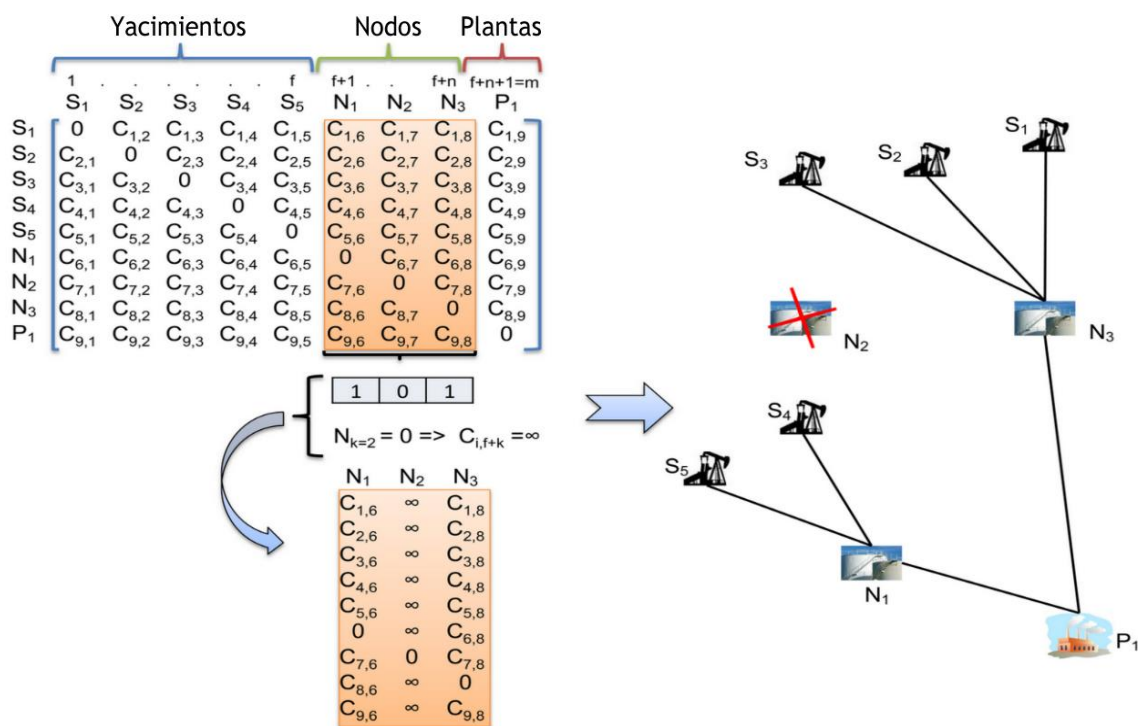 Yacimientos Nodos Plantas
1 . . . . . . f f+1 . . f+n f+n+1=m
S1 S2 S3 S4 S5 N1 N2 N3 P1
S1 0 C1,2 C1,3 C1,4 C1,5 C1,6 C1,7 C1,8 C1,9
S2 C2,1 0 C2,3 C2,4 C2,5 C2,6 C2,7 C2,8 C2,9
S3 C3,1 C3,2 0 C3,4 C3,5 C3,6 C3,7 C3,8 C3,9
S4 C4,1 C4,2 C4,3 0 C4,5 C4,6 C4,7 C4,8 C4,9
S5 C5,1 C5,2 C5,3 C5,4 0 C5,6 C5,7 C5,8 C5,9
N1 C6,1 C6,2 C6,3 C6,4 C6,5 0 C6,7 C6,8 C6,9
N2 C7,1 C7,2 C7,3 C7,4 C7,5 C7,6 0 C7,8 C7,9
N3 C8,1 C8,2 C8,3 C8,4 C8,5 C8,6 C8,7 0 C8,9
P1 C9,1 C9,2 C9,3 C9,4 C9,5 C9,6 C9,7 C9,8 0
1 0 1
Nk=2 = 0 => Ci,f+k = ∞
N1 N2 N3
C1,6 ∞ C1,8
C2,6 ∞ C2,8
C3,6 ∞ C3,8
C4,6 ∞ C4,8
C5,6 ∞ C5,8
0 ∞ C6,8
C7,6 0 C7,8
C8,6 ∞ 0
C9,6 ∞ C9,8
S1
S2
S3
N2
N3
S4
S5
N1
P1